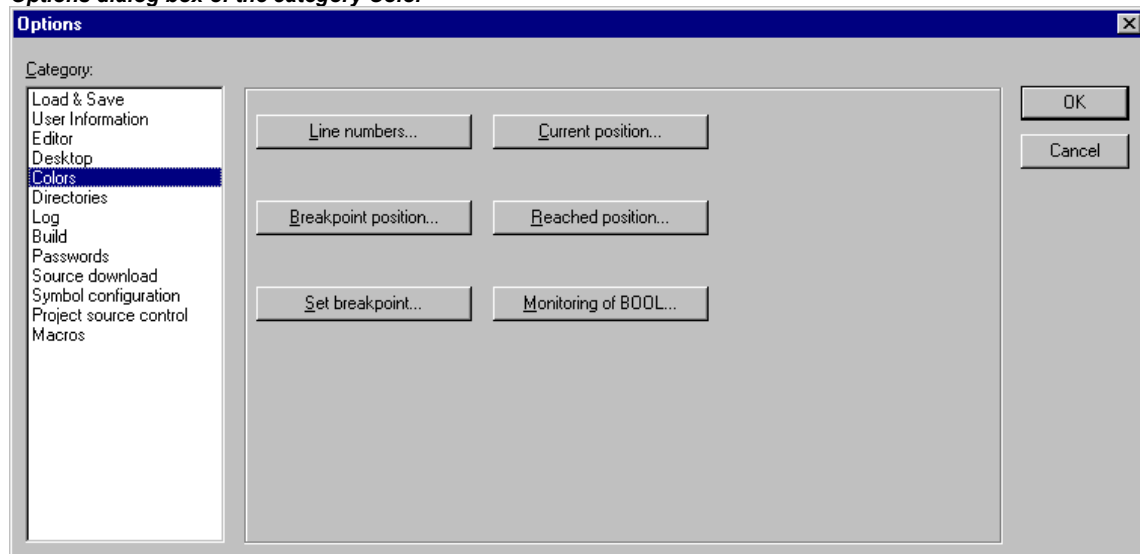 Options dialog box of the category Color
Options
Category:
Load & Save
User Information
Editor
Desktop
Colors
Directories
Log
Build
Passwords
Source download
Symbol configuration
Project source control
Macros
Line numbers... Current position...
Breakpoint position... Reached position...
Set breakpoint... Monitoring of BOOL...
OK
Cancel